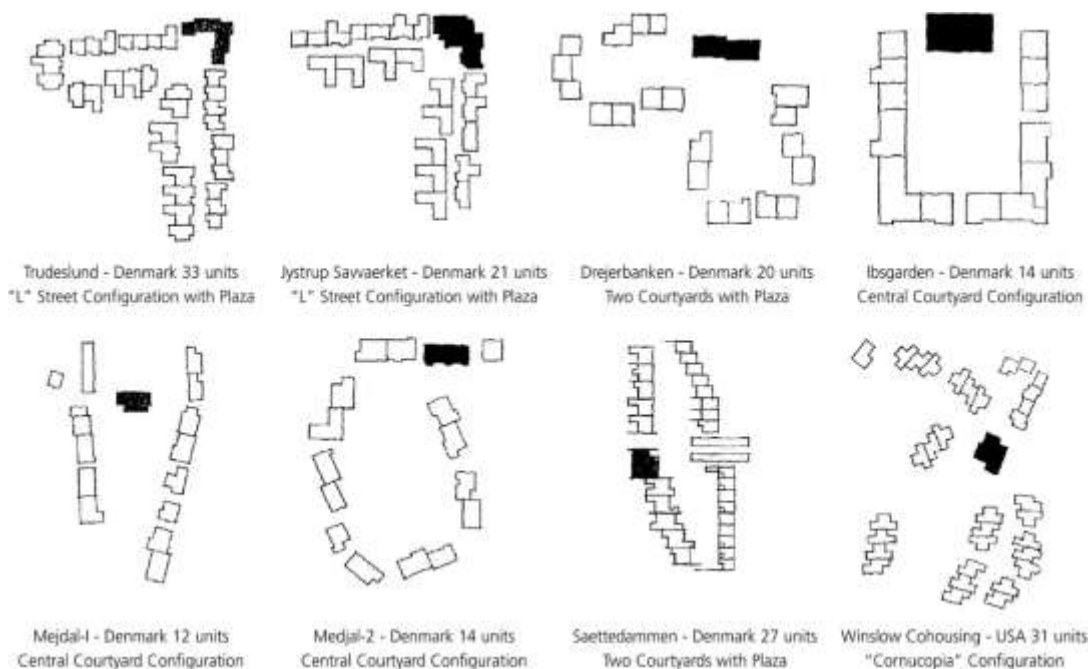 Trudeslund - Denmark 33 units
"L" Street Configuration with Plaza
Jystrup Savvaerket - Denmark 21 units
"L" Street Configuration with Plaza
Drejerbanken - Denmark 20 units
Two Courtyards with Plaza
Ibsgarden - Denmark 14 units
Central Courtyard Configuration
Mejdal-I - Denmark 12 units
Central Courtyard Configuration
Medjal-2 - Denmark 14 units
Central Courtyard Configuration
Saettedammen - Denmark 27 units
Two Courtyards with Plaza
Winslow Cohousing - USA 31 units
"Cornucopia" Configuration